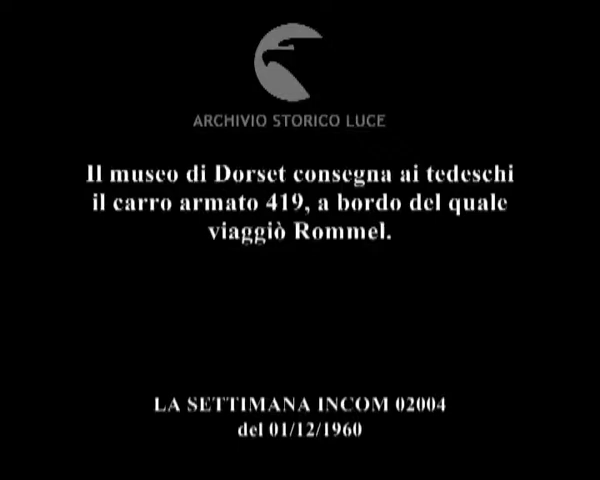 ARCHIVIO STORICO LUCE
Il museo di Dorset consegna ai tedeschi
il carro armato 419, a bordo del quale
viaggiò Rommel.
LA SETTIMANA INCOM 02004
del 01/12/1960